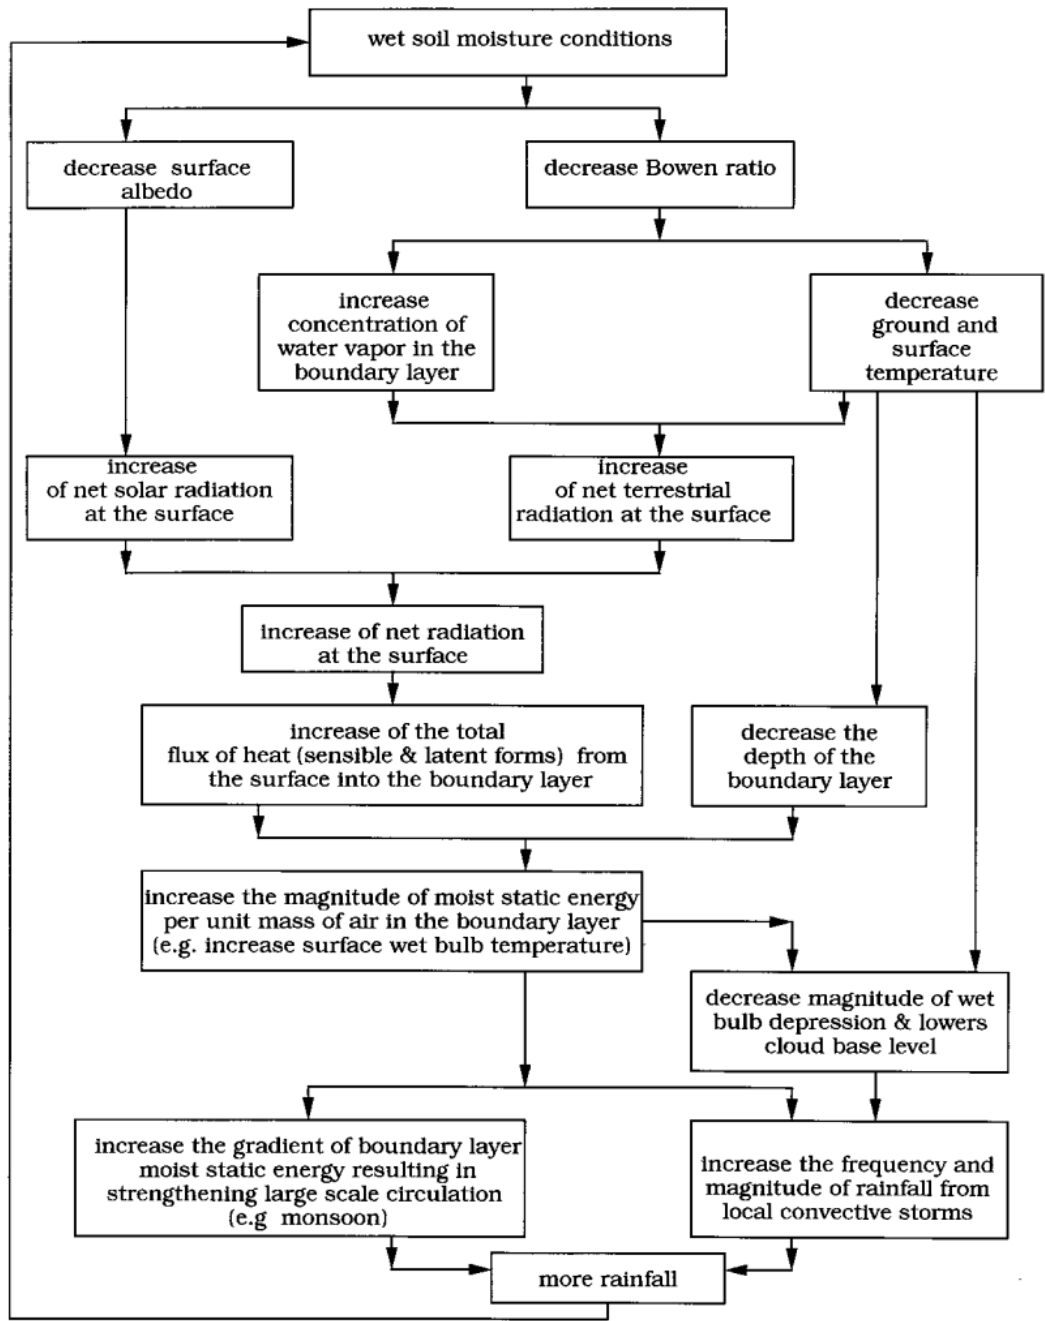 wet soil moisture conditions
decrease surface
albedo
decrease Bowen ratio
increase
concentration of
water vapor in the
boundary layer
decrease
ground and
surface
temperature
increase
of net solar radiation
at the surface
increase
of net terrestrial
radiation at the surface
increase of net radiation
at the surface
increase of the total
flux of heat (sensible & latent forms) from
the surface into the boundary layer
decrease the
depth of the
boundary layer
increase the magnitude of moist static energy
per unit mass of air in the boundary layer
(e.g. increase surface wet bulb temperature)
decrease magnitude of wet
bulb depression & lowers
cloud base level
increase the gradient of boundary layer
moist static energy resulting in
strengthening large scale circulation
(e.g monsoon)
increase the frequency and
magnitude of rainfall from
local convective storms
more rainfall